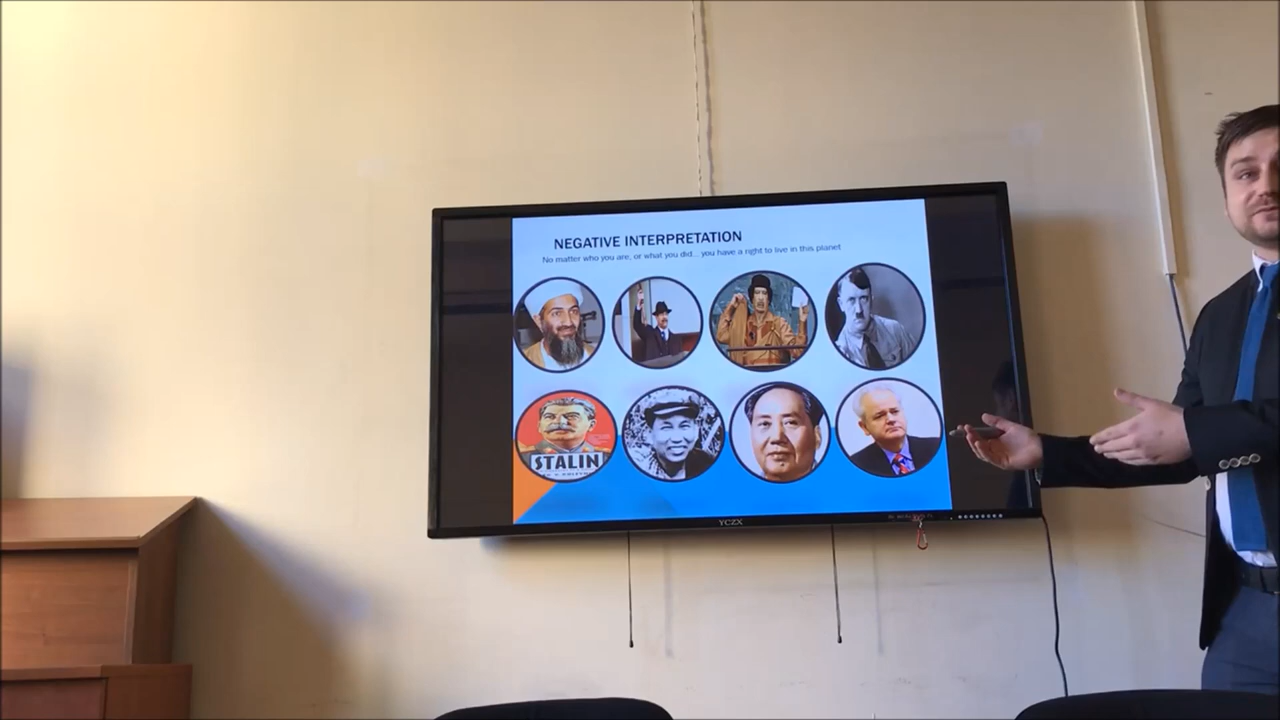 NEGATIVE INTERPRETATION
No matter who you are, or what you did... you have a right to live in this planet
STALIN
YCZX